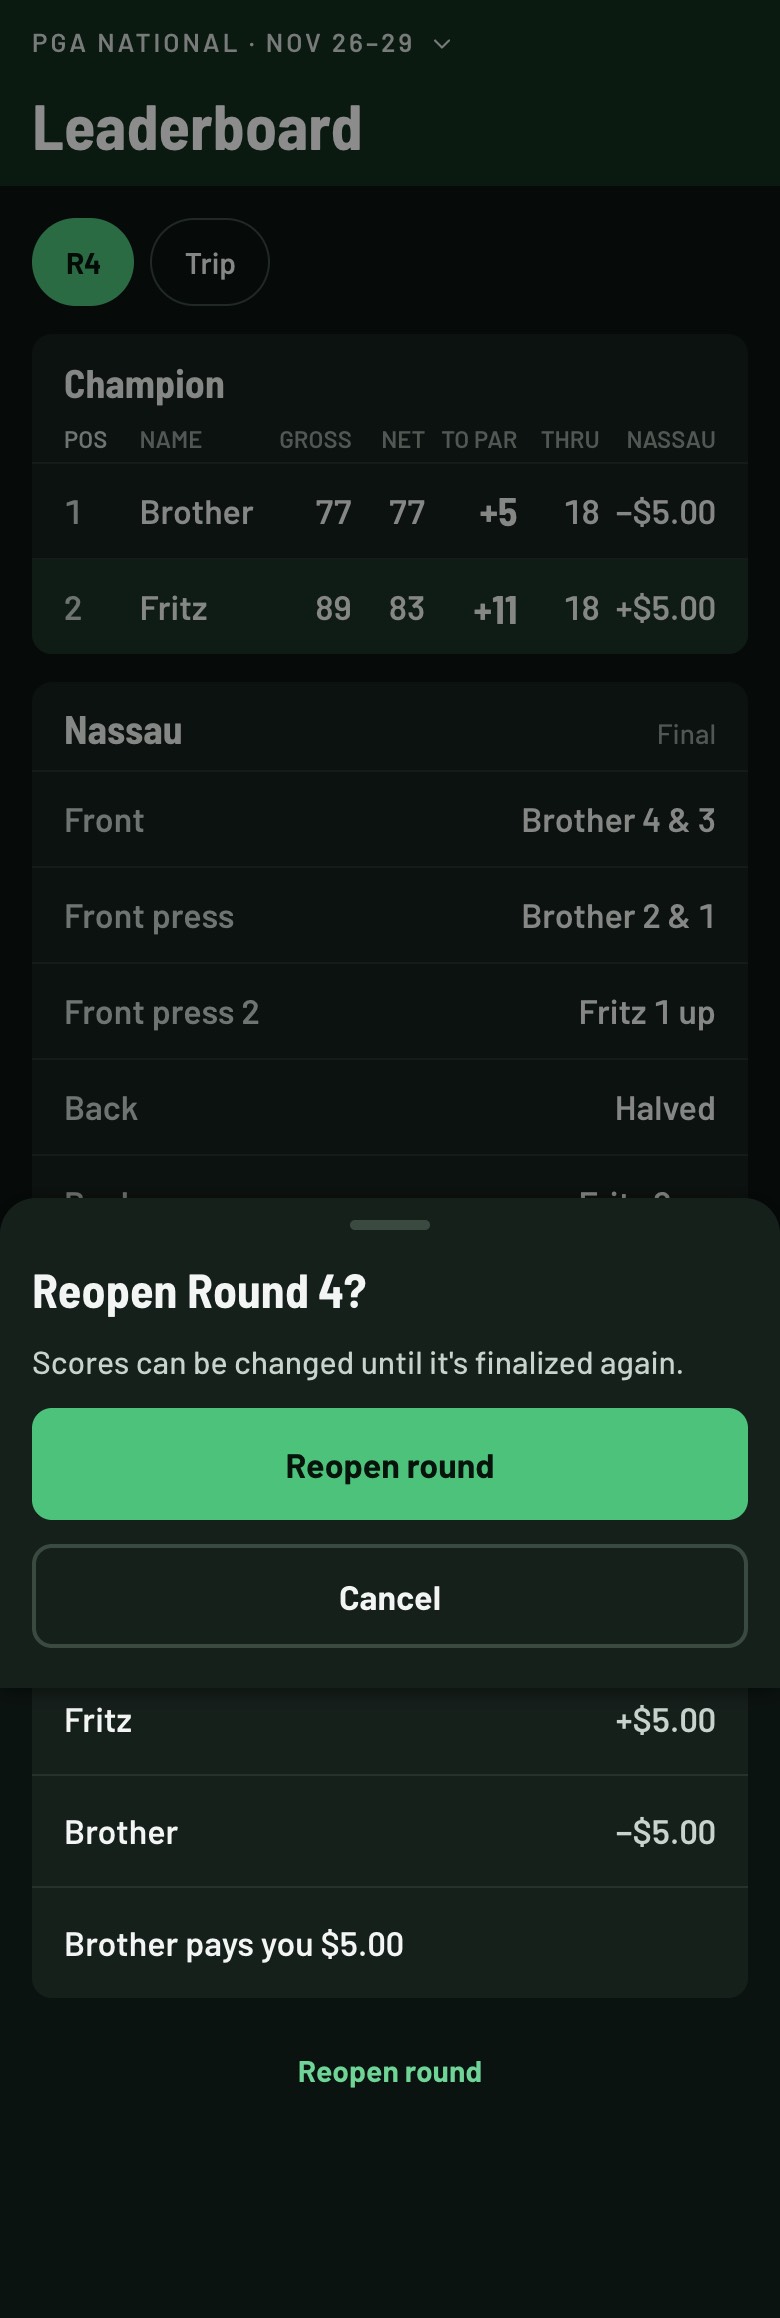 PGA NATIONAL · NOV 26–29
Leaderboard
R4 Trip
Champion
POS NAME GROSS NET TO PAR THRU NASSAU
1 Brother 77 77 +5 18 −$5.00
2 Fritz 89 83 +11 18 +$5.00
Nassau Final
Front Brother 4 & 3
Front press Brother 2 & 1
Front press 2 Fritz 1 up
Back Halved
Reopen Round 4?
Scores can be changed until it's finalized again.
Reopen round
Cancel
Fritz +$5.00
Brother −$5.00
Brother pays you $5.00
Reopen round